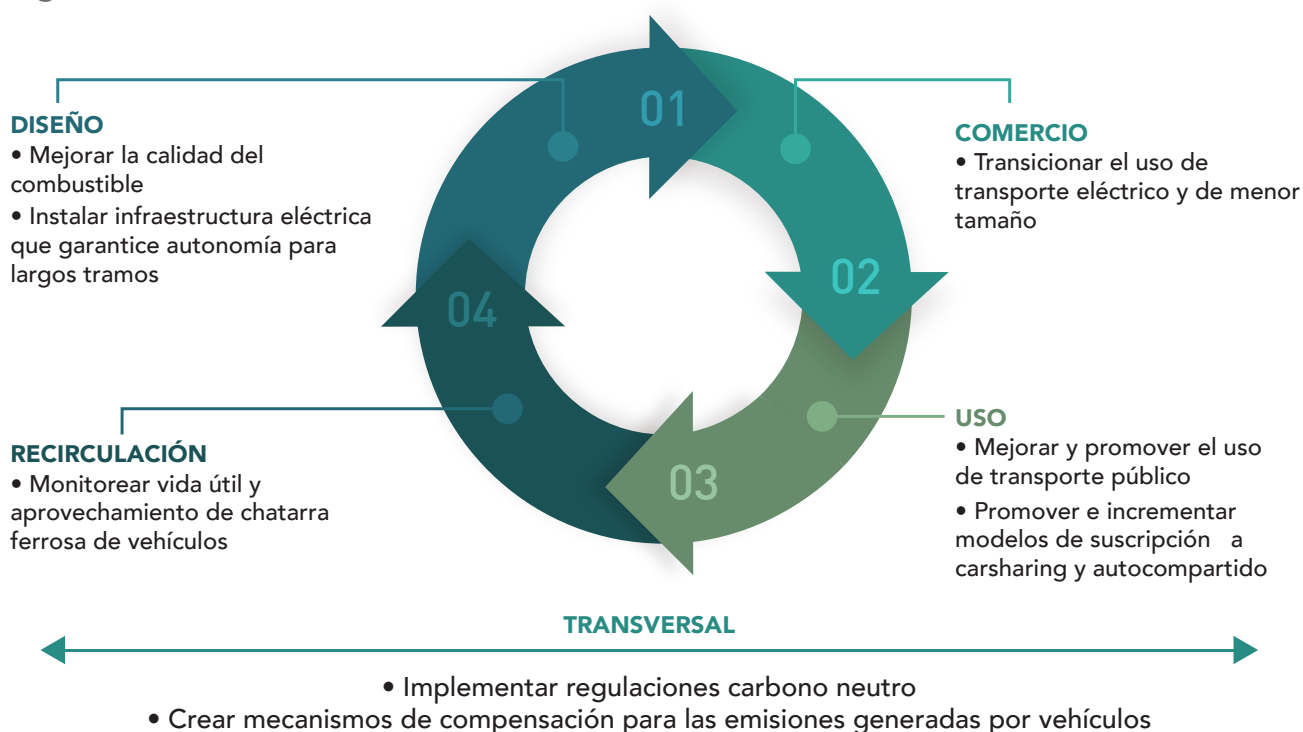 01
DISEÑO
• Mejorar la calidad del
combustible
• Instalar infraestructura eléctrica
que garantice autonomía para
largos tramos
COMERCIO
• Transicionar el uso de
transporte eléctrico y de menor
tamaño
02
04
RECIRCULACIÓN
• Monitorear vida útil y
aprovechamiento de chatarra
ferrosa de vehículos
03
USO
• Mejorar y promover el uso
de transporte público
• Promover e incrementar
modelos de suscripción a
carsharing y autocompartido
TRANSVERSAL
• Implementar regulaciones carbono neutro
• Crear mecanismos de compensación para las emisiones generadas por vehículos